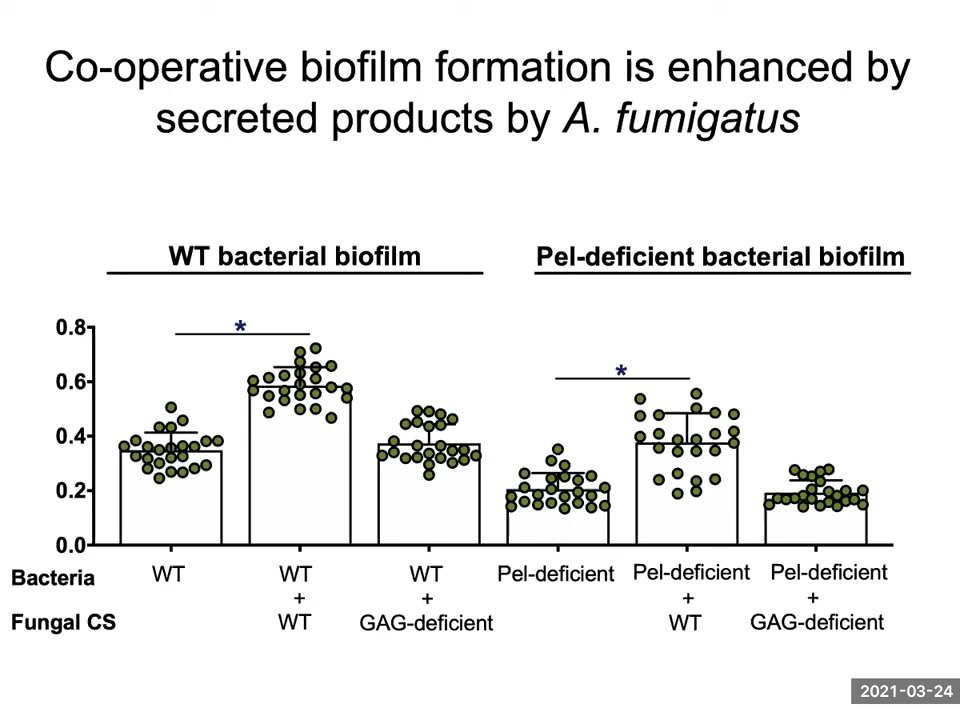 Co-operative biofilm formation is enhanced by
secreted products by A. fumigatus
WT bacterial biofilm
Pel-deficient bacterial biofilm
0.8
0.6
0.4
0.2
0.0
*
*
Bacteria
WT
WT
WT
Pel-deficient
Pel-deficient
Pel-deficient
+
+
+
+
Fungal CS
WT
GAG-deficient
WT
GAG-deficient
2021-03-24